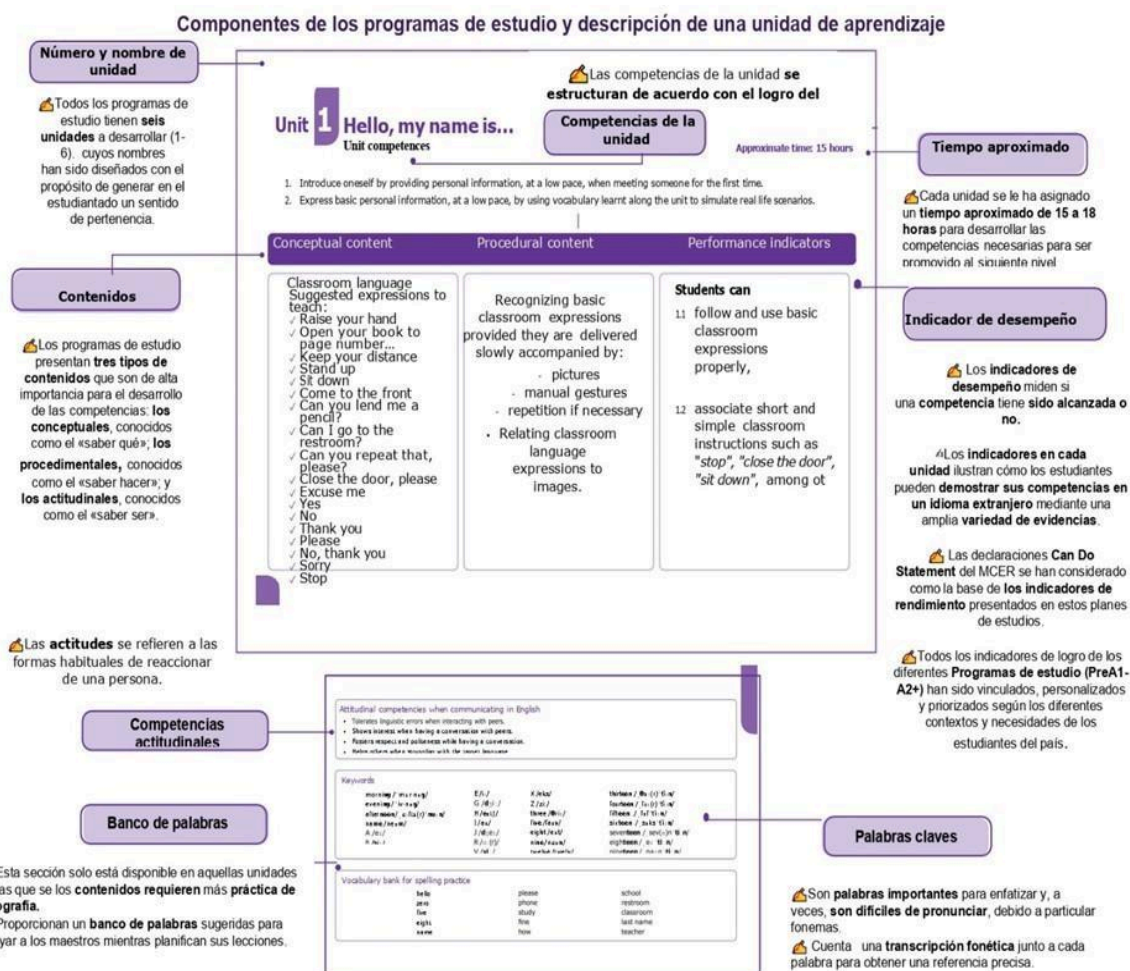 Componentes de los programas de estudio y descripción de una unidad de aprendizaje
Número y nombre de
unidad
Todos los programas de
estudio tienen seis
unidades a desarrollar (1-
6). cuyos nombres
han sido diseñados con el
propósito de generar en el
estudiantado un sentido
de pertenencia.
Las competencias de la unidad se
estructuran de acuerdo con el logro del
Competencias de la
unidad
Unit 1 Hello, my name is...
Unit competences
Approximate time: 15 hours
1. Introduce oneself by providing personal information, at a low pace, when meeting someone for the first time.
2. Express basic personal information, at a low pace, by using vocabulary learnt along the unit to simulate real life scenarios.
Tiempo aproximado
Cada unidad se le ha asignado
un tiempo aproximado de 15 a 18
horas para desarrollar las
competencias necesarias para ser
promovido al siguiente nivel
Conceptual content
Procedural content
Performance indicators
Classroom language
Suggested expressions to
teach:
✓ Raise your hand
✓ Open your book to
page number...
✓ Keep your distance
✓ Stand up
✓ Sit down
✓ Come to the front
✓ Can you lend me a
pencil?
✓ Can I go to the
restroom?
✓ Can you repeat that,
please?
✓ Close the door, please
✓ Excuse me
✓ Yes
✓ No
✓ Thank you
✓ Please
✓ No, thank you
✓ Sorry
✓ Stop
Recognizing basic
classroom expressions
provided they are delivered
slowly accompanied by:
- pictures
- manual gestures
- repetition if necessary
• Relating classroom
language
expressions to
images.
Students can
1.1 follow and use basic
classroom
expressions
properly,
1.2 associate short and
simple classroom
instructions such as
"stop", "close the door",
"sit down", among ot
Contenidos
Los programas de estudio
presentan tres tipos de
contenidos que son de alta
importancia para el desarrollo
de las competencias: los
conceptuales, conocidos
como el «saber qué»; los
procedimentales, conocidos
como el «saber hacer»; y
los actitudinales, conocidos
como el «saber ser».
Indicador de desempeño
Los indicadores de
desempeño miden si
una competencia tiene sido alcanzada o
no.
Los indicadores en cada
unidad ilustran cómo los estudiantes
pueden demostrar sus competencias en
un idioma extranjero mediante una
amplia variedad de evidencias.
Las declaraciones Can Do
Statement del MCER se han considerado
como la base de los indicadores de
rendimiento presentados en estos planes
de estudios.
Todos los indicadores de logro de los
diferentes Programas de estudio (PreA1-
A2+) han sido vinculados, personalizados
y priorizados según los diferentes
contextos y necesidades de los
estudiantes del país.
Las actitudes se refieren a las
formas habituales de reaccionar
de una persona.
Competencias
actitudinales
Attitudinal competencies when communicating in English
• Tolerates linguistic errors when interacting with peers.
• Shows interest when having a conversation with peers.
• Fosters respect and politeness while having a conversation.
Keywords
morning
evening
afternoon
name
A
E
G
H
I
J
R
V
X
Z
three
five
eight
nine
twelve
thirteen
fourteen
fifteen
sixteen
seventeen
eighteen
nineteen
Vocabulary bank for spelling practice
hello please school
zero phone restroom
five study classroom
eight fine last name
name how teacher
Banco de palabras
Esta sección solo está disponible en aquellas unidades
as que se los contenidos requieren más práctica de
ografía.
Proporcionan un banco de palabras sugeridas para
yar a los maestros mientras planifican sus lecciones.
Palabras claves
Son palabras importantes para enfatizar y, a
veces, son difíciles de pronunciar, debido a particular
fonemas.
Cuenta una transcripción fonética junto a cada
palabra para obtener una referencia precisa.